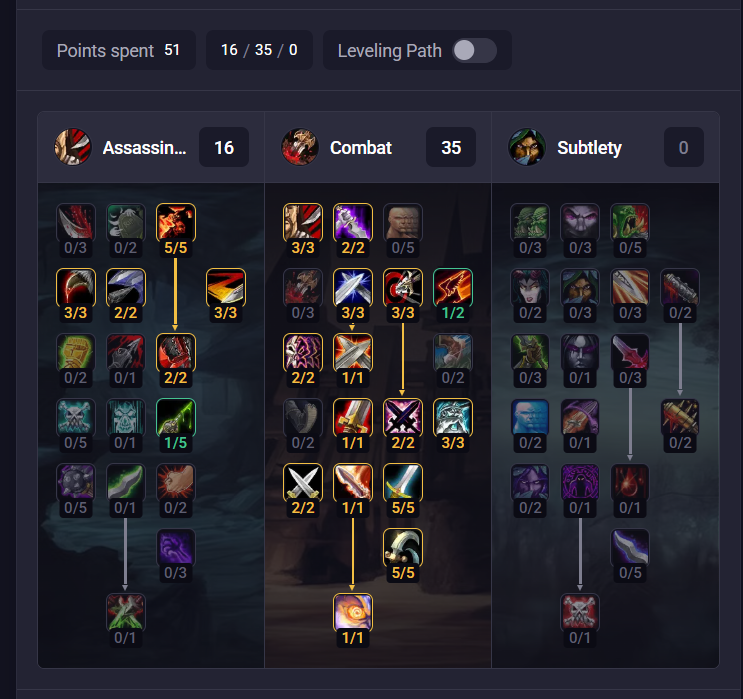 Points spent 51 16 / 35 / 0 Leveling Path
Assassin... 16 Combat 35 Subtlety 0
0/3 0/2 5/5 3/3 2/2 0/5 0/3 0/3 0/5
3/3 2/2 3/3 0/3 3/3 3/3 1/2 0/2 0/3 0/3 0/2
0/2 0/1 2/2 2/2 1/1 0/2 0/3 0/1 0/3
0/5 0/1 1/5 0/2 1/1 2/2 3/3 0/2 0/1 0/2
0/5 0/1 0/2 2/2 1/1 5/5 0/2 0/1 0/1
0/3 5/5 0/5
0/1 1/1 0/1